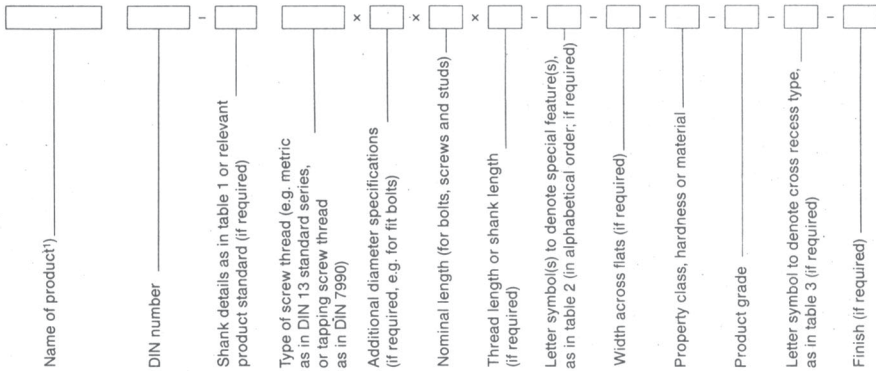 Name of product¹)
DIN number
Shank details as in table 1 or relevant
product standard (if required)
Type of screw thread (e.g. metric
as in DIN 13 standard series,
or tapping screw thread
as in DIN 7990)
Additional diameter specifications
(if required, e.g. for fit bolts)
Nominal length (for bolts, screws and studs)
Thread length or shank length
(if required)
Letter symbol(s) to denote special feature(s),
as in table 2 (in alphabetical order; if required)
Width across flats (if required)
Property class, hardness or material
Product grade
Letter symbol to denote cross recess type,
as in table 3 (if required)
Finish (if required)